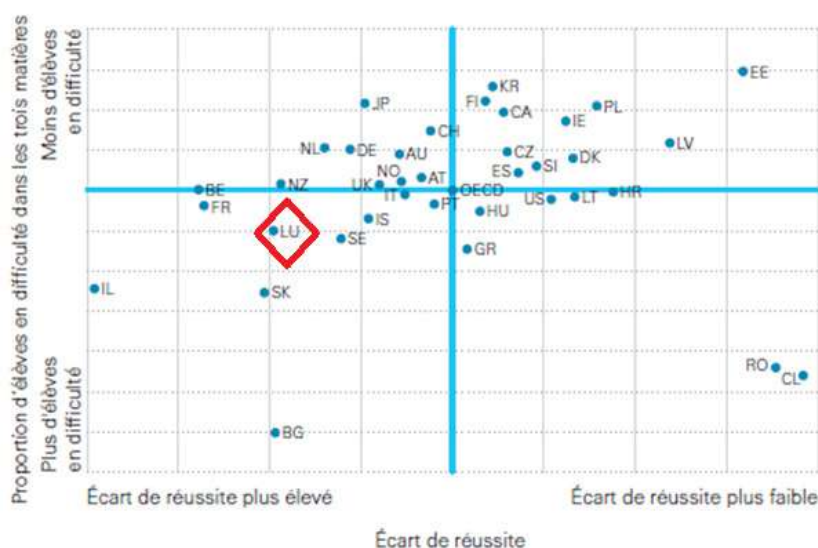 Proportion d'élèves en difficulté dans les trois matières
Moins d'élèves
en difficulté
Plus d'élèves
en difficulté
EE
KR
JP
FI
PL
CA
IE
CH
LV
NL
DE
AU
CZ
DK
ES
SI
NO
AT
NZ
UK
BE
OECD
HR
IT
US
LT
FR
PT
HU
IS
LU
SE
GR
IL
SK
RO
CL
BG
Écart de réussite plus élevé
Écart de réussite plus faible
Écart de réussite